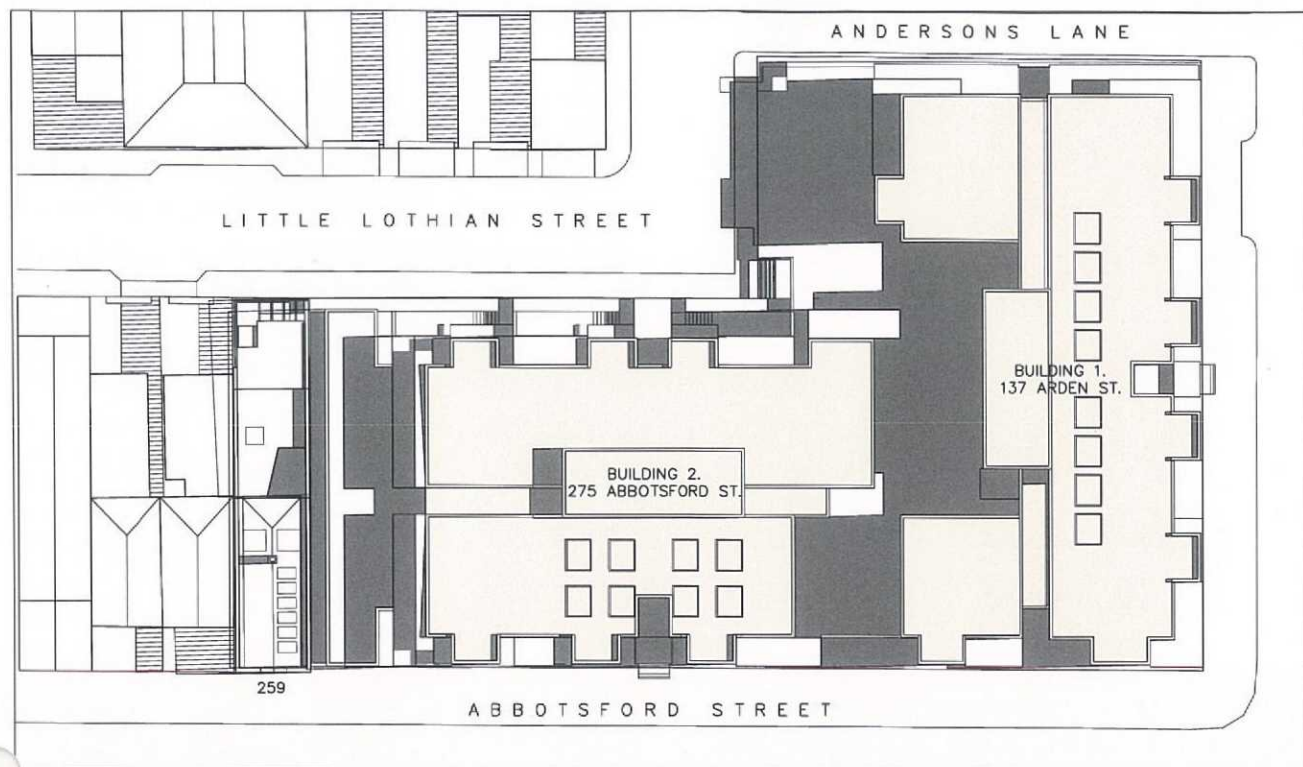 ANDERSONS LANE
LITTLE LOTHIAN STREET
BUILDING 1.
137 ARDEN ST.
BUILDING 2.
275 ABBOTSFORD ST.
259
ABBOTSFORD STREET